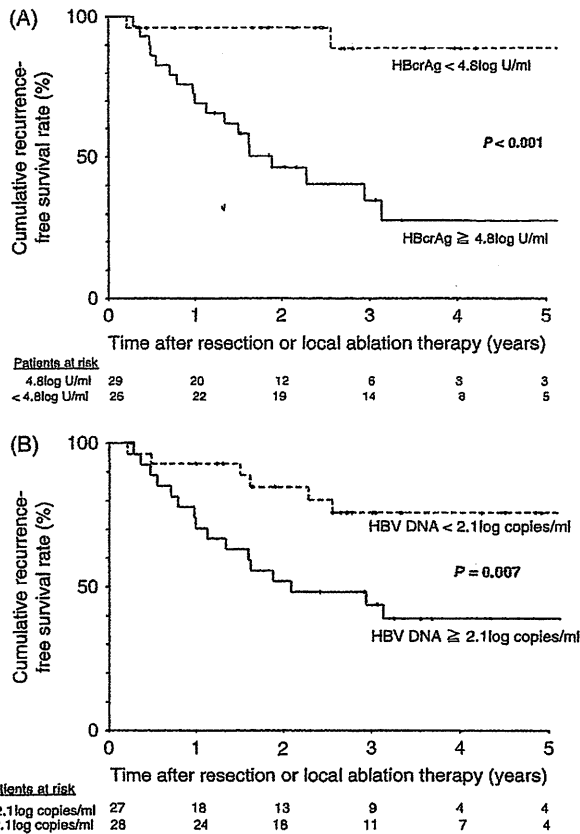 (A)
100
50
0
Cumulative recurrence-
free survival rate (%)
HBcrAg < 4.8log U/ml
P < 0.001
HBcrAg ≧ 4.8log U/ml
0 1 2 3 4 5
Time after resection or local ablation therapy (years)
Patients at risk
4.8log U/ml 29 20 12 6 3 3
< 4.8log U/ml 26 22 19 14 8 5
(B)
100
50
0
Cumulative recurrence-
free survival rate (%)
HBV DNA < 2.1log copies/ml
P = 0.007
HBV DNA ≧ 2.1log copies/ml
0 1 2 3 4 5
Time after resection or local ablation therapy (years)
tients at risk
2.1log copies/ml 27 18 13 9 4 4
2.1log copies/ml 28 24 18 11 7 4